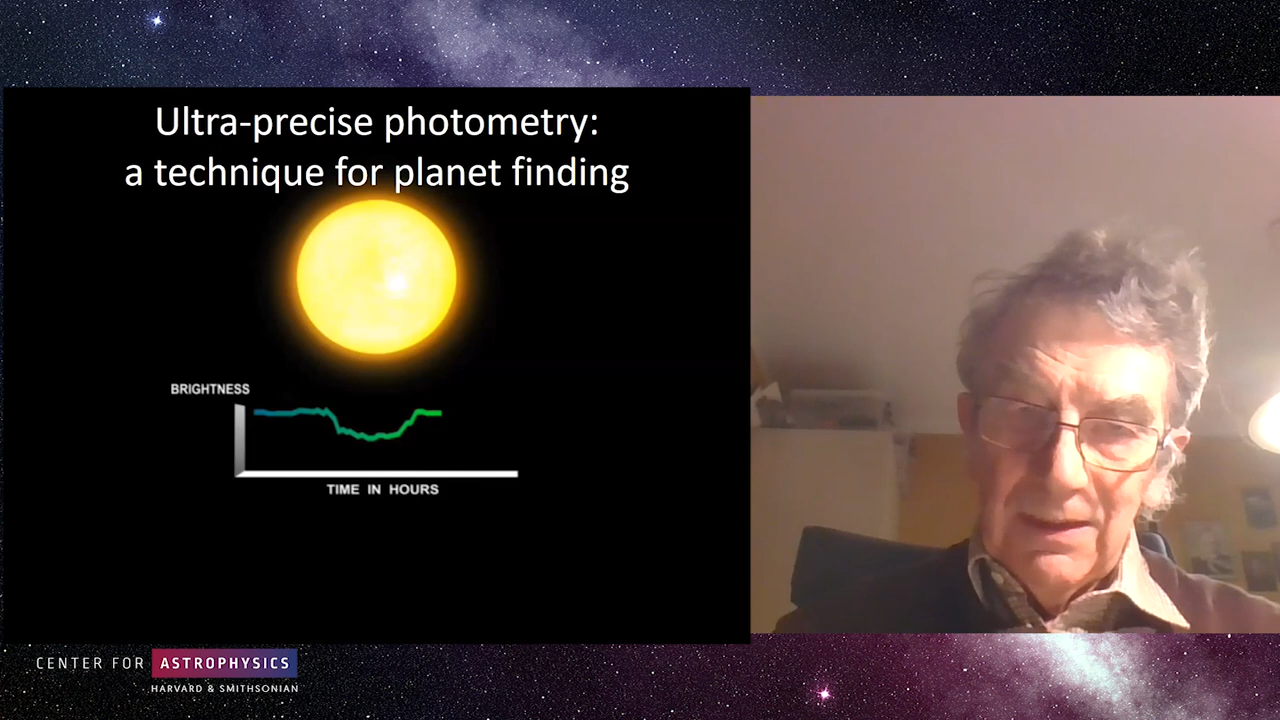 Ultra-precise photometry:
a technique for planet finding
BRIGHTNESS
TIME IN HOURS
CENTER FOR ASTROPHYSICS
HARVARD & SMITHSONIAN